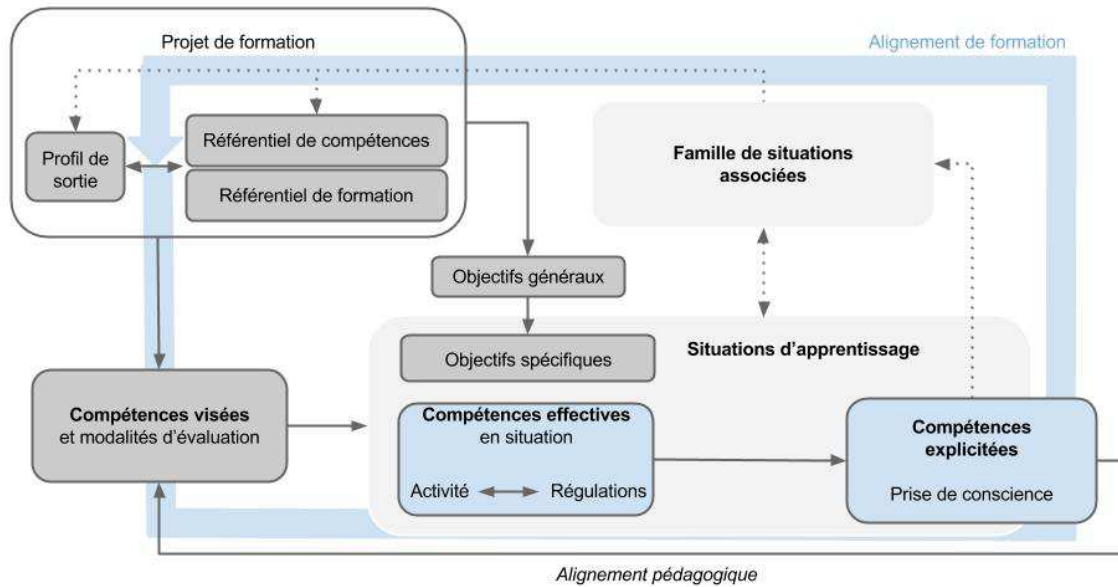 Projet de formation
Alignement de formation
Référentiel de compétences
Profil de
sortie
Référentiel de formation
Famille de situations
associées
Objectifs généraux
Objectifs spécifiques
Situations d'apprentissage
Compétences visées
et modalités d'évaluation
Compétences effectives
en situation
Activité
Régulations
Compétences
explicitées
Prise de conscience
Alignement pédagogique